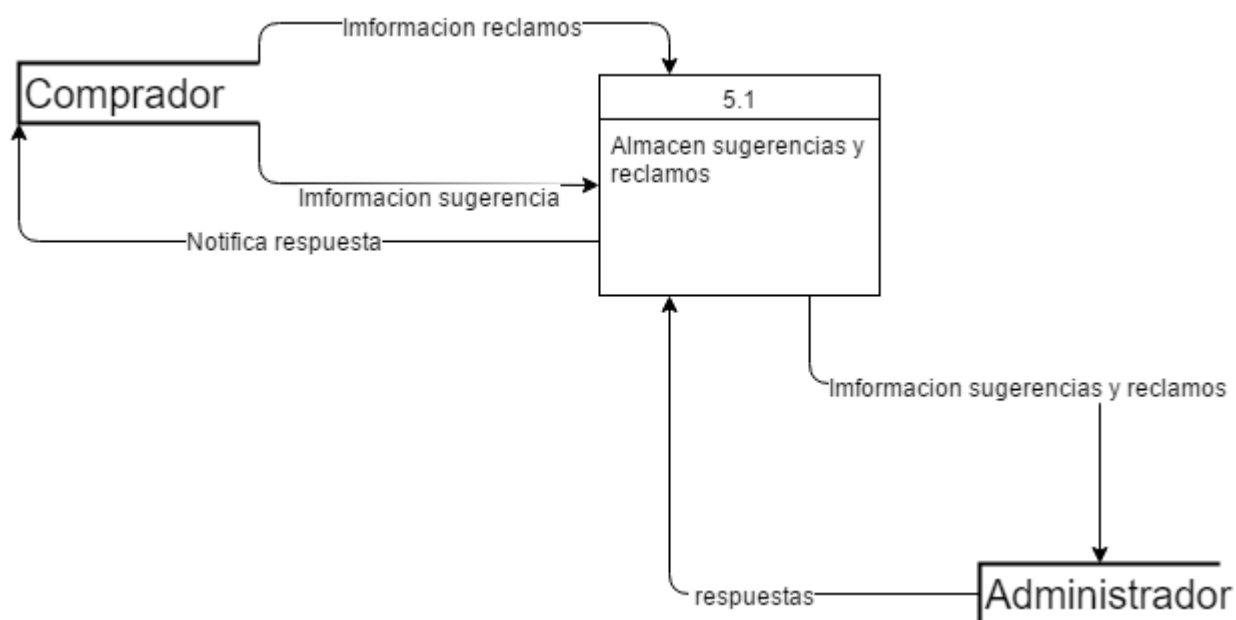 Imformacion reclamos
Comprador
5.1
Almacen sugerencias y
reclamos
Imformacion sugerencia
Notifica respuesta
Imformacion sugerencias y reclamos
respuestas
Administrador